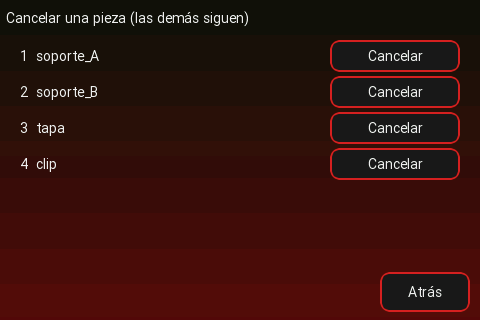 Cancelar una pieza (las demás siguen)
1 soporte_A Cancelar
2 soporte_B Cancelar
3 tapa Cancelar
4 clip Cancelar
Atrás